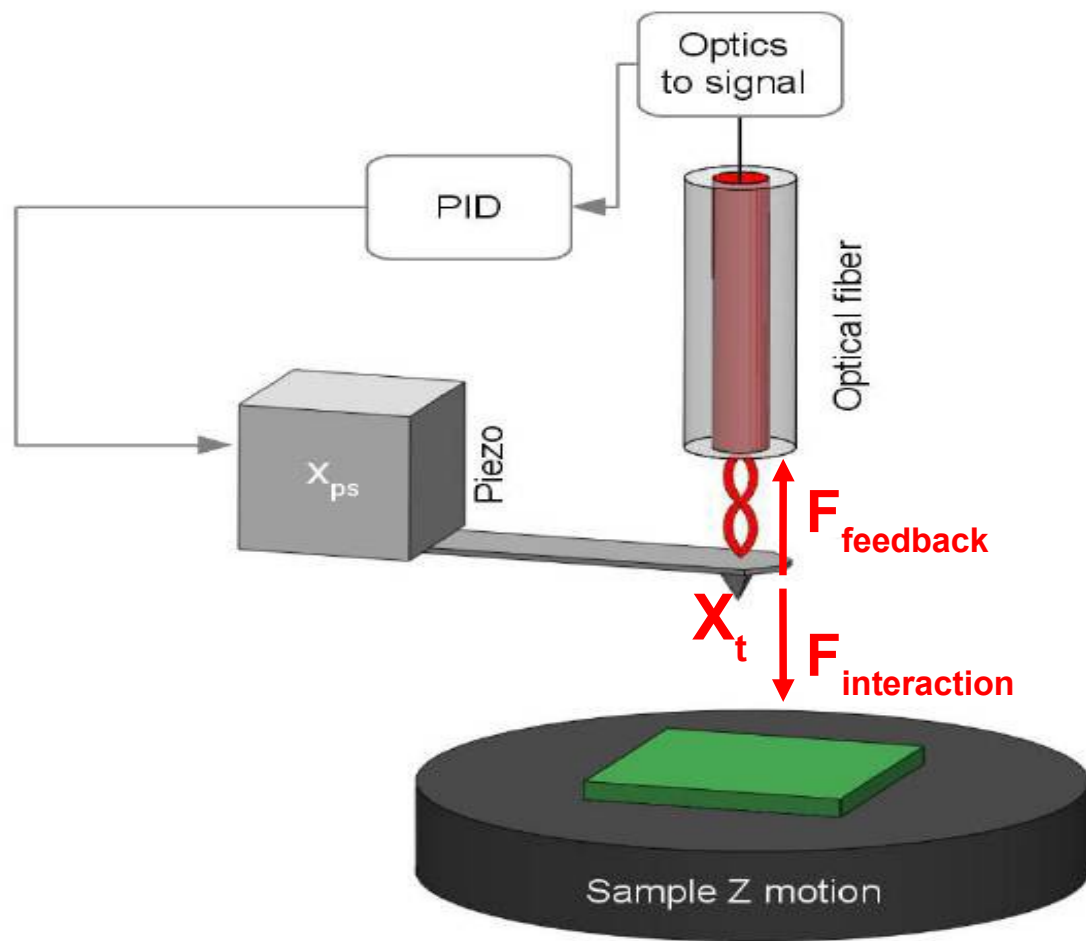 Optics
to signal
PID
Optical fiber
Xps
Piezo
Ffeedback
Xt
Finteraction
Sample Z motion